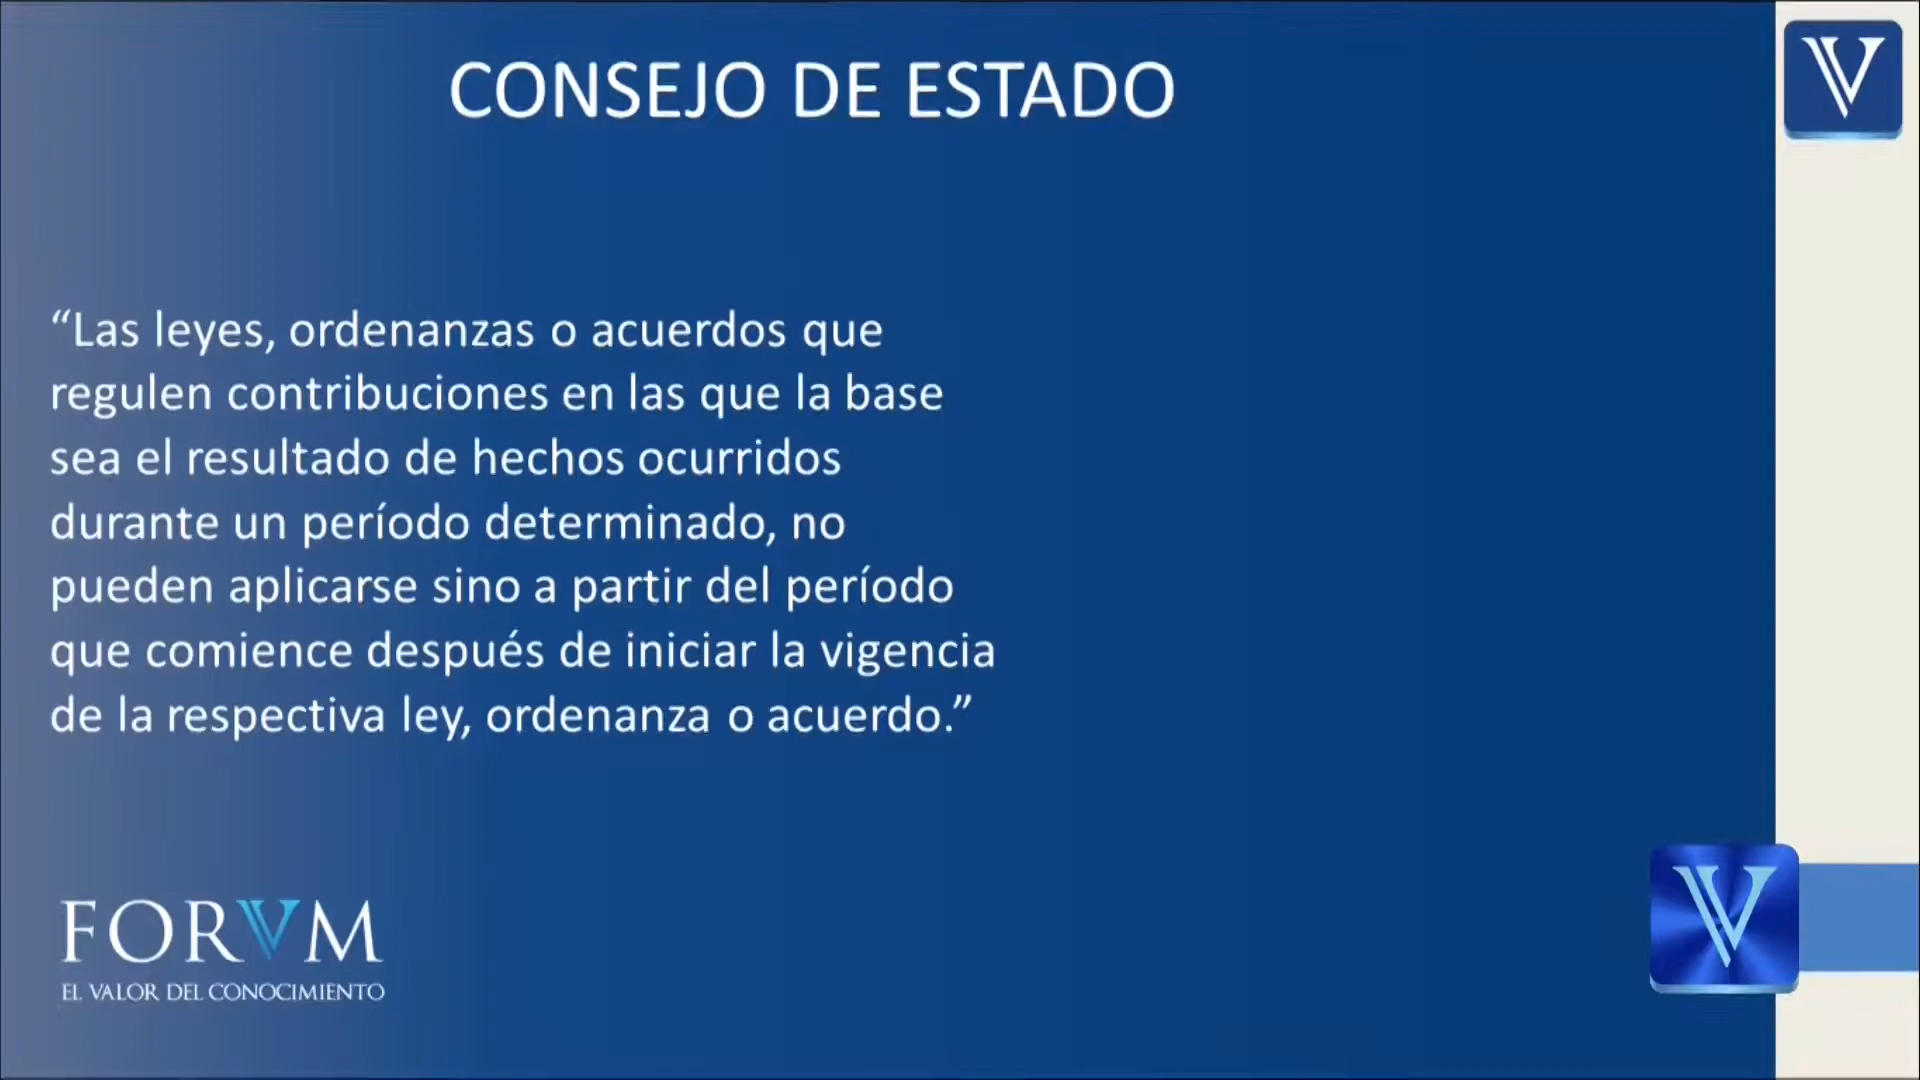 CONSEJO DE ESTADO
“Las leyes, ordenanzas o acuerdos que
regulen contribuciones en las que la base
sea el resultado de hechos ocurridos
durante un período determinado, no
pueden aplicarse sino a partir del período
que comience después de iniciar la vigencia
de la respectiva ley, ordenanza o acuerdo.”
FORVM
EL VALOR DEL CONOCIMIENTO
V
V